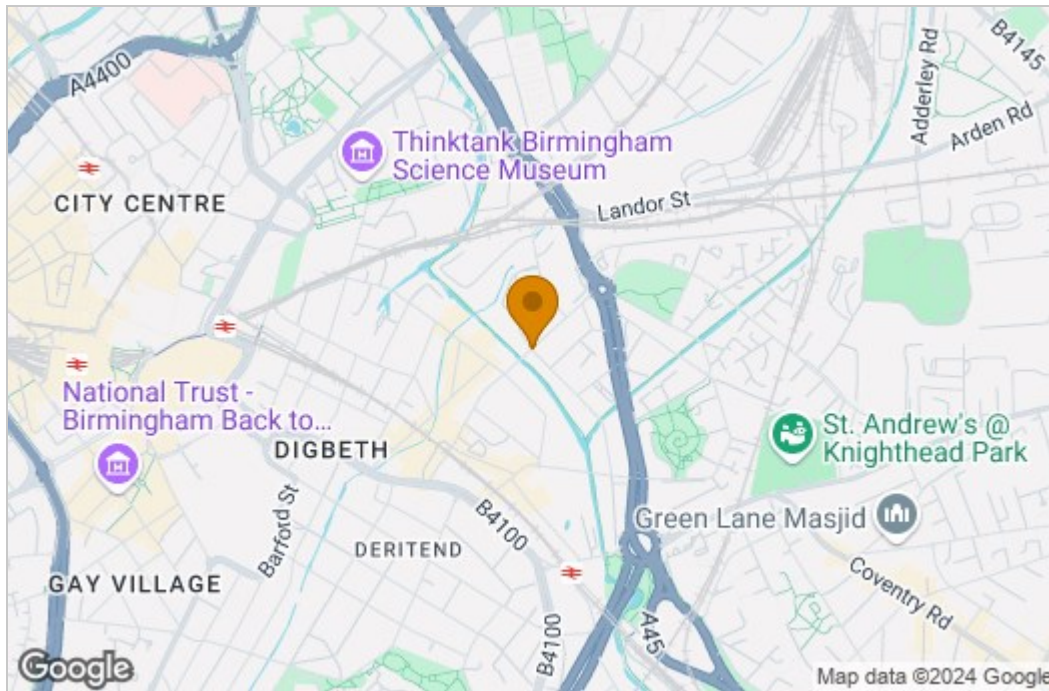 A4400
B4145
Adderley Rd
Arden Rd
Thinktank Birmingham
Science Museum
CITY CENTRE
Landor St
National Trust -
Birmingham Back to...
DIGBETH
St. Andrew's @
Knighthead Park
Barford St
B4100
Green Lane Masjid
DERITEND
GAY VILLAGE
Coventry Rd
B4100
A45
Google
Map data ©2024 Google